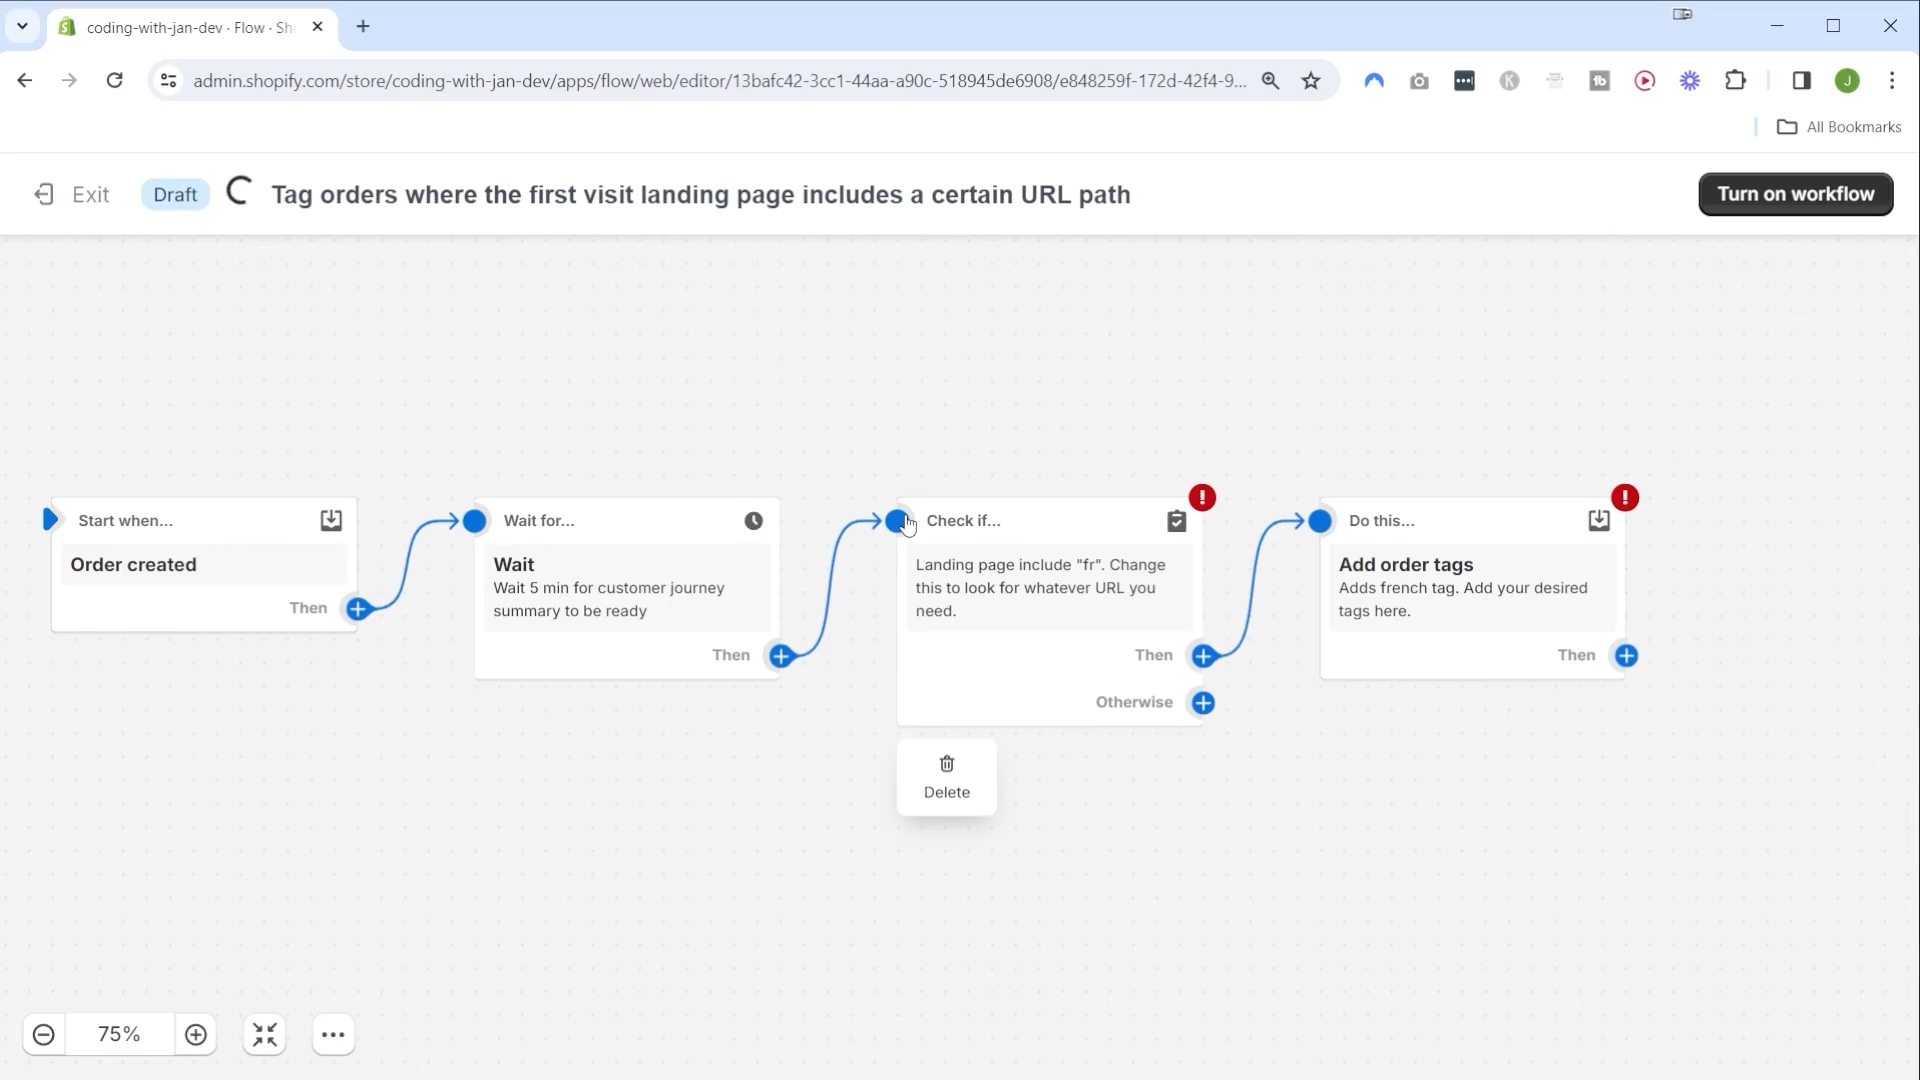 coding-with-jan-dev · Flow · Sh
admin.shopify.com/store/coding-with-jan-dev/apps/flow/web/editor/13bafc42-3cc1-44aa-a90c-518945de6908/e848259f-172d-42f4-9...
K
tb
J
All Bookmarks
Exit
Draft
Tag orders where the first visit landing page includes a certain URL path
Turn on workflow
Start when...
Order created
Then
Wait for...
Wait
Wait 5 min for customer journey
summary to be ready
Then
Check if...
Landing page include "fr". Change
this to look for whatever URL you
need.
Then
Otherwise
Do this...
Add order tags
Adds french tag. Add your desired
tags here.
Then
Delete
75%